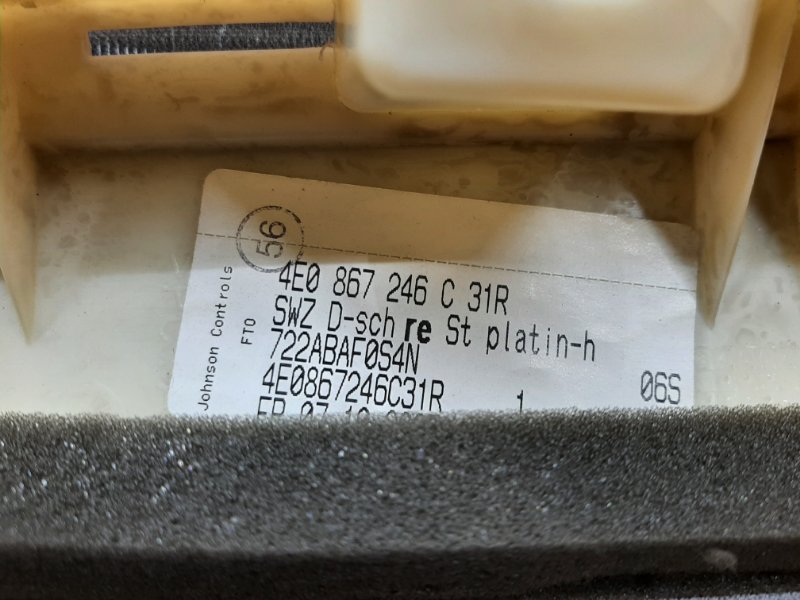 56
4E0 867 246 C 31R
SWZ D-sch re St platin-h
722ABAF0S4N
4E0867246C31R 1 06S
Johnson Controls
FTO